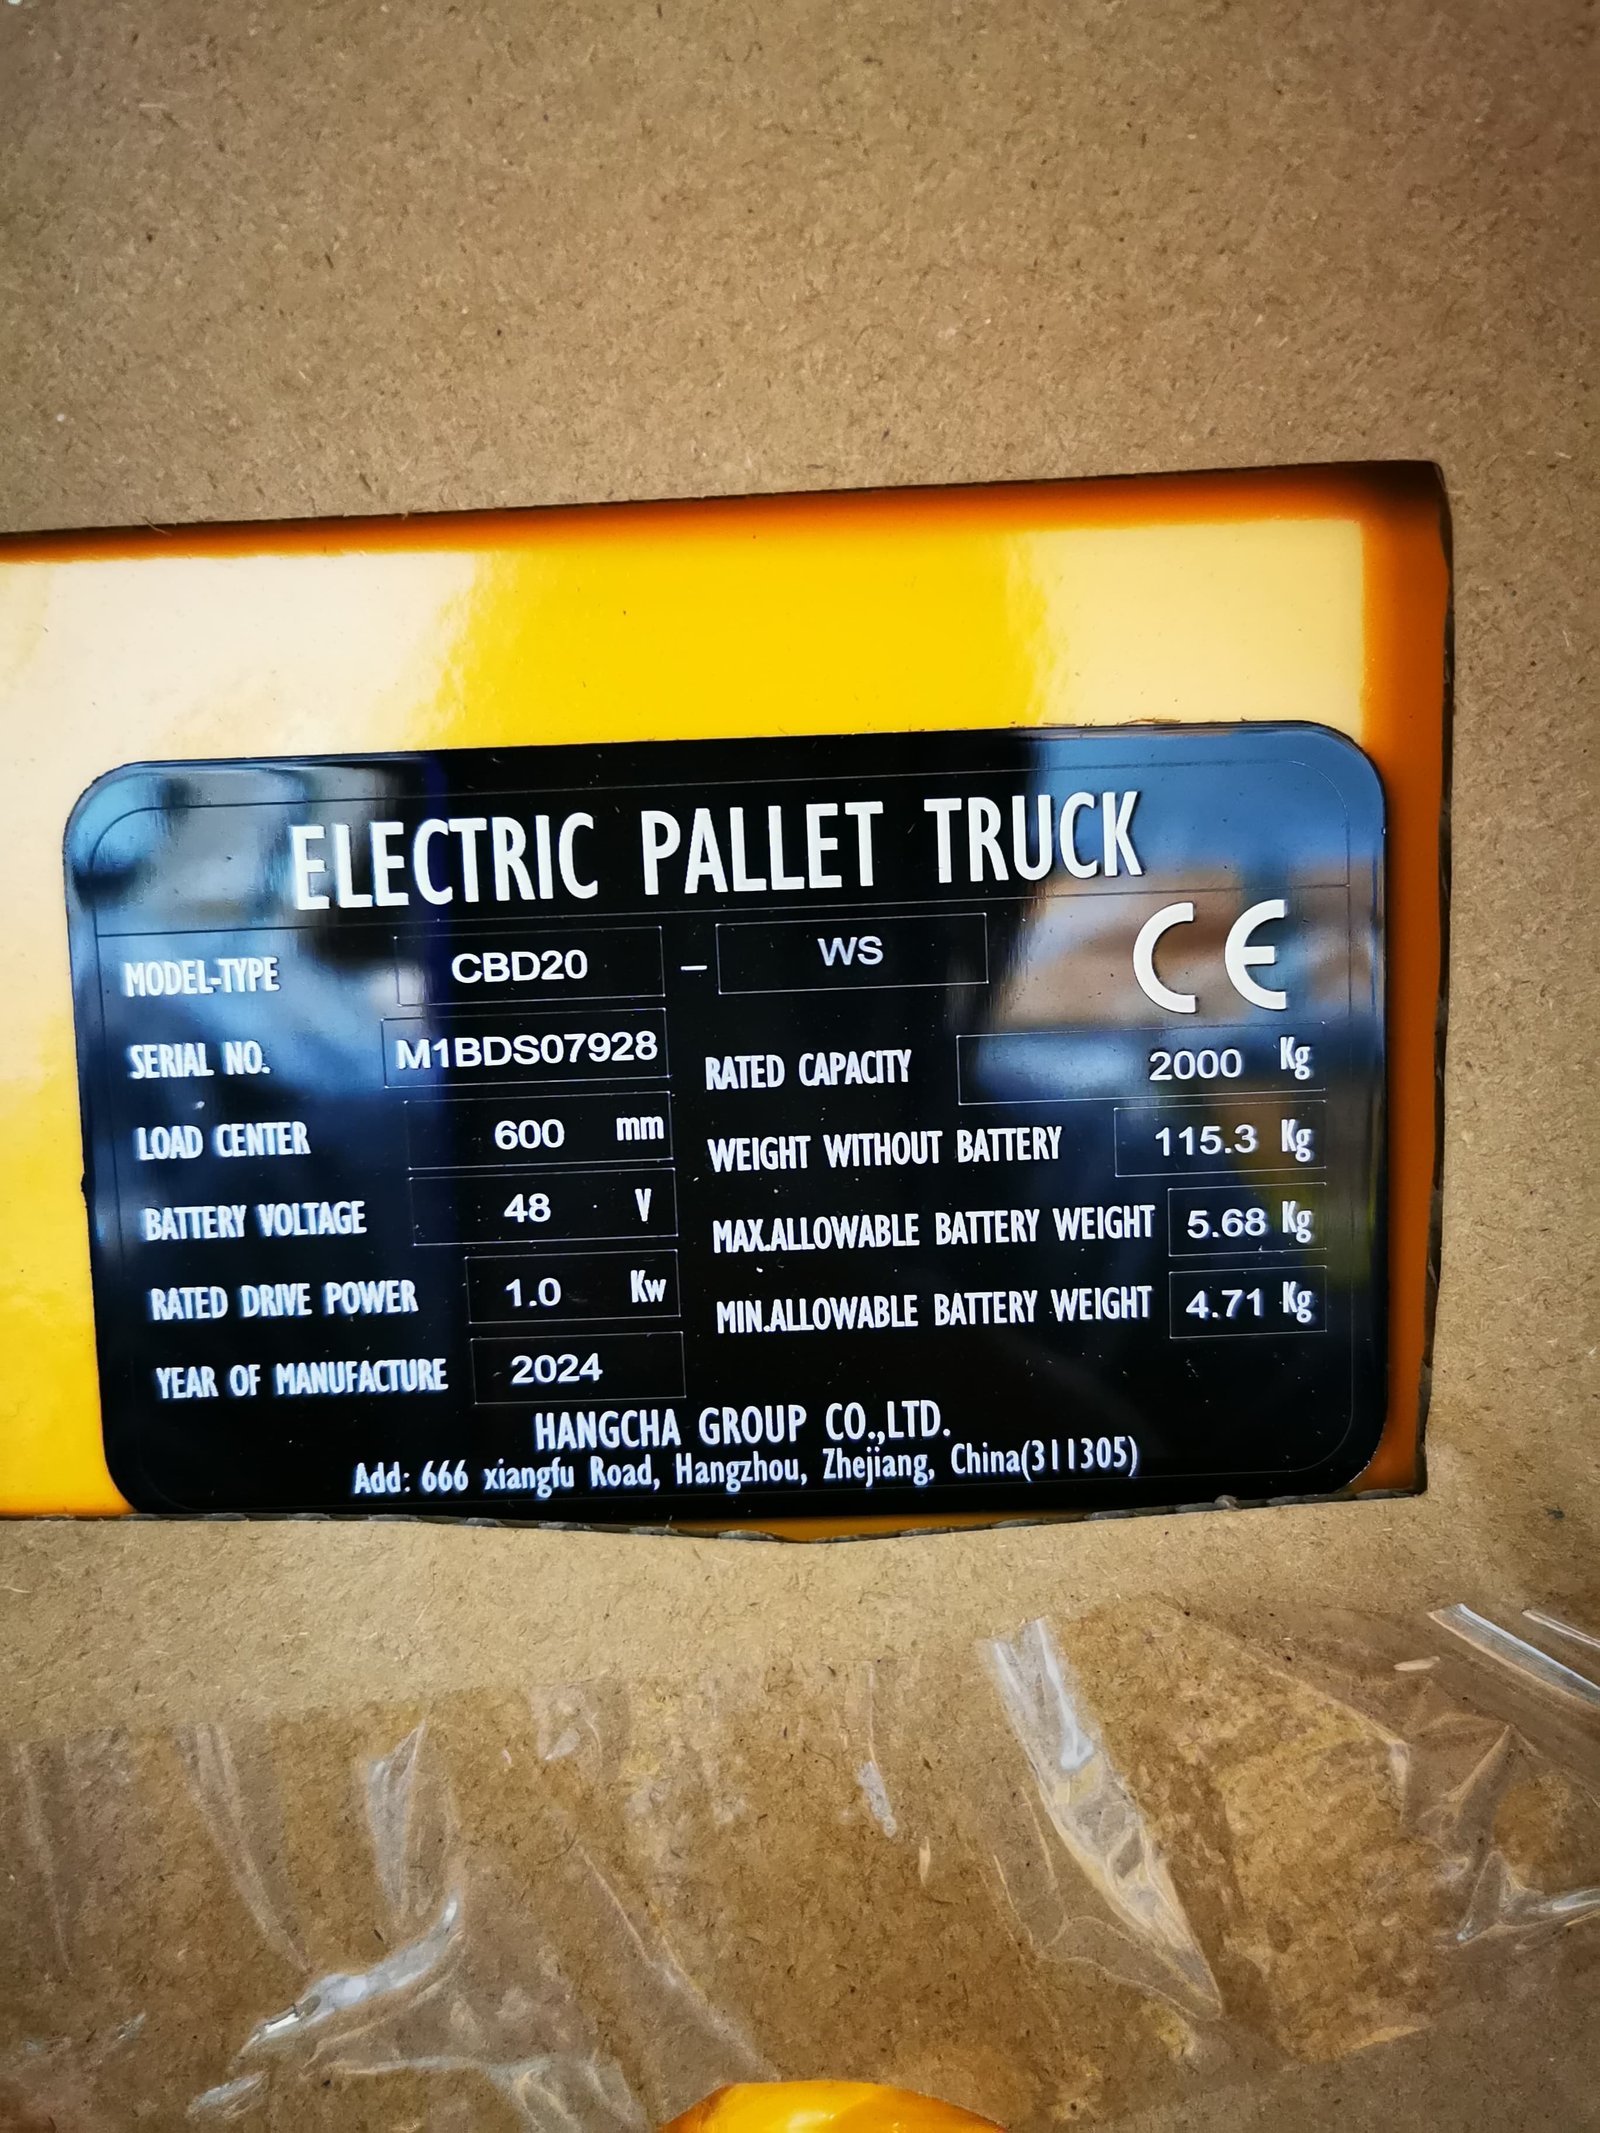 ELECTRIC PALLET TRUCK
MODEL-TYPE CBD20 - WS CE
SERIAL NO. M1BDS07928 RATED CAPACITY 2000 Kg
LOAD CENTER 600 mm WEIGHT WITHOUT BATTERY 115.3 Kg
BATTERY VOLTAGE 48 V MAX.ALLOWABLE BATTERY WEIGHT 5.68 Kg
RATED DRIVE POWER 1.0 Kw MIN.ALLOWABLE BATTERY WEIGHT 4.71 Kg
YEAR OF MANUFACTURE 2024
HANGCHA GROUP CO.,LTD.
Add: 666 xiangfu Road, Hangzhou, Zhejiang, China(311305)